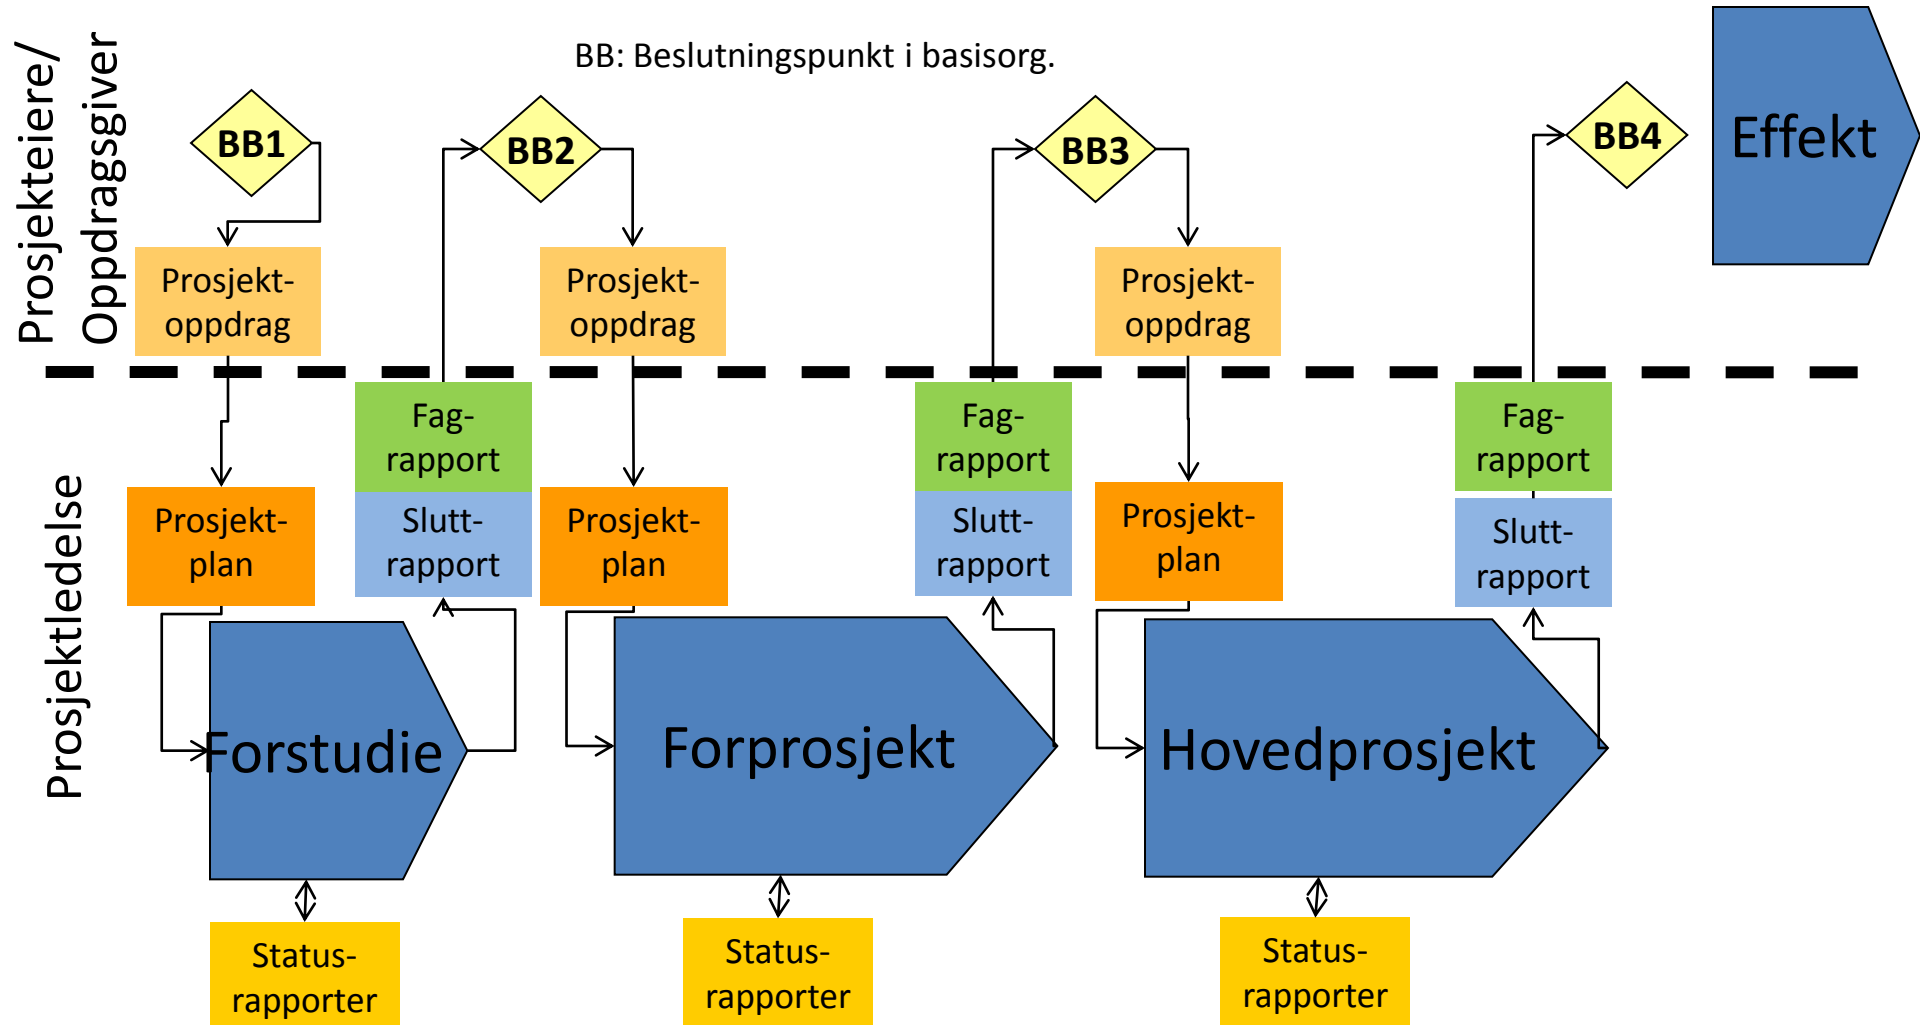 Prosjekteiere/
Oppdragsgiver
BB: Beslutningspunkt i basisorg.
BB1
BB2
BB3
BB4
Effekt
Prosjekt-
oppdrag
Prosjekt-
oppdrag
Prosjekt-
oppdrag
Prosjektledelse
Fag-
rapport
Fag-
rapport
Fag-
rapport
Prosjekt-
plan
Slutt-
rapport
Prosjekt-
plan
Slutt-
rapport
Prosjekt-
plan
Slutt-
rapport
Forstudie
Forprosjekt
Hovedprosjekt
Status-
rapporter
Status-
rapporter
Status-
rapporter